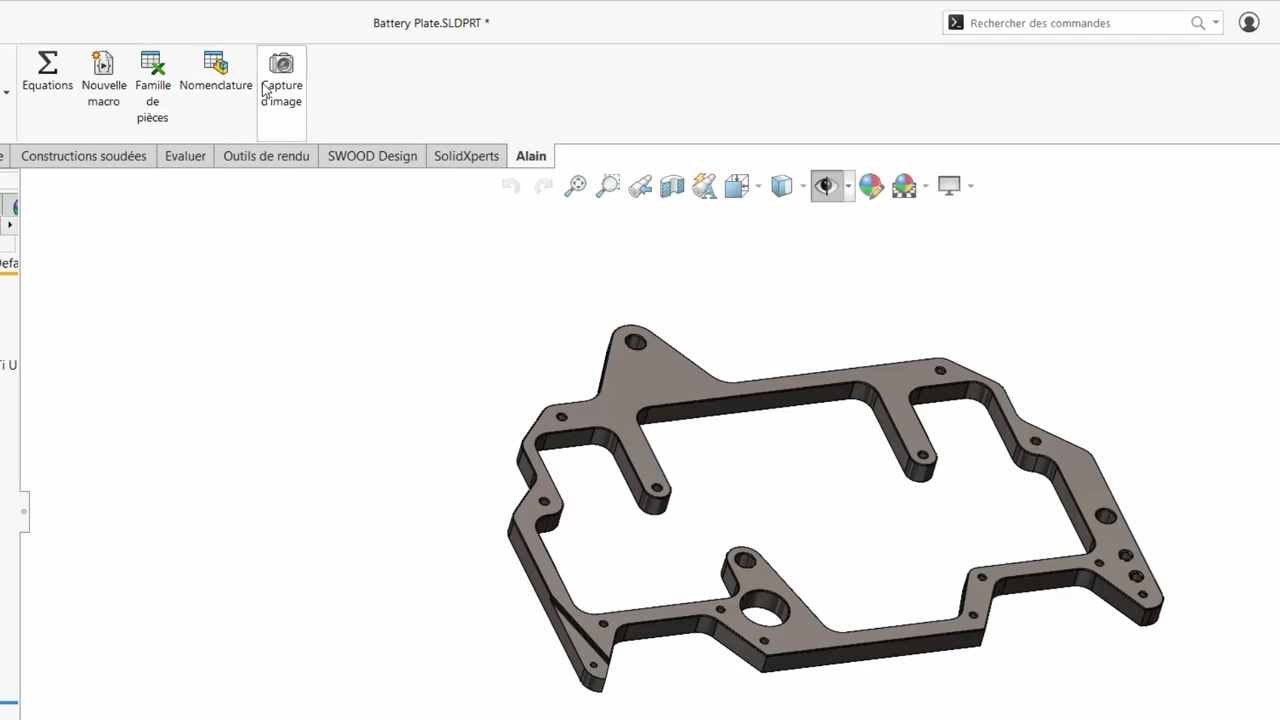 Battery Plate.SLDPRT *
Rechercher des commandes
Equations
Nouvelle
macro
Famille
de
pièces
Nomenclature
Capture
d'image
Constructions soudées
Evaluer
Outils de rendu
SWOOD Design
SolidXperts
Alain